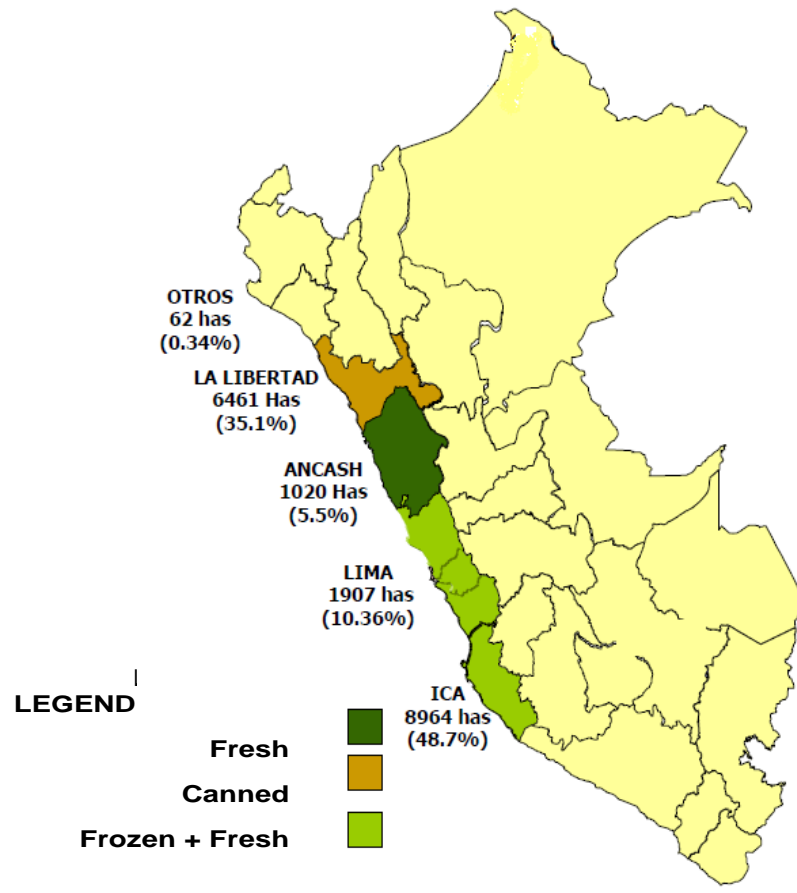 OTROS
62 has
(0.34%)
LA LIBERTAD
6461 Has
(35.1%)
ANCASH
1020 Has
(5.5%)
LIMA
1907 has
(10.36%)
ICA
8964 has
(48.7%)
LEGEND
Fresh
Canned
Frozen + Fresh